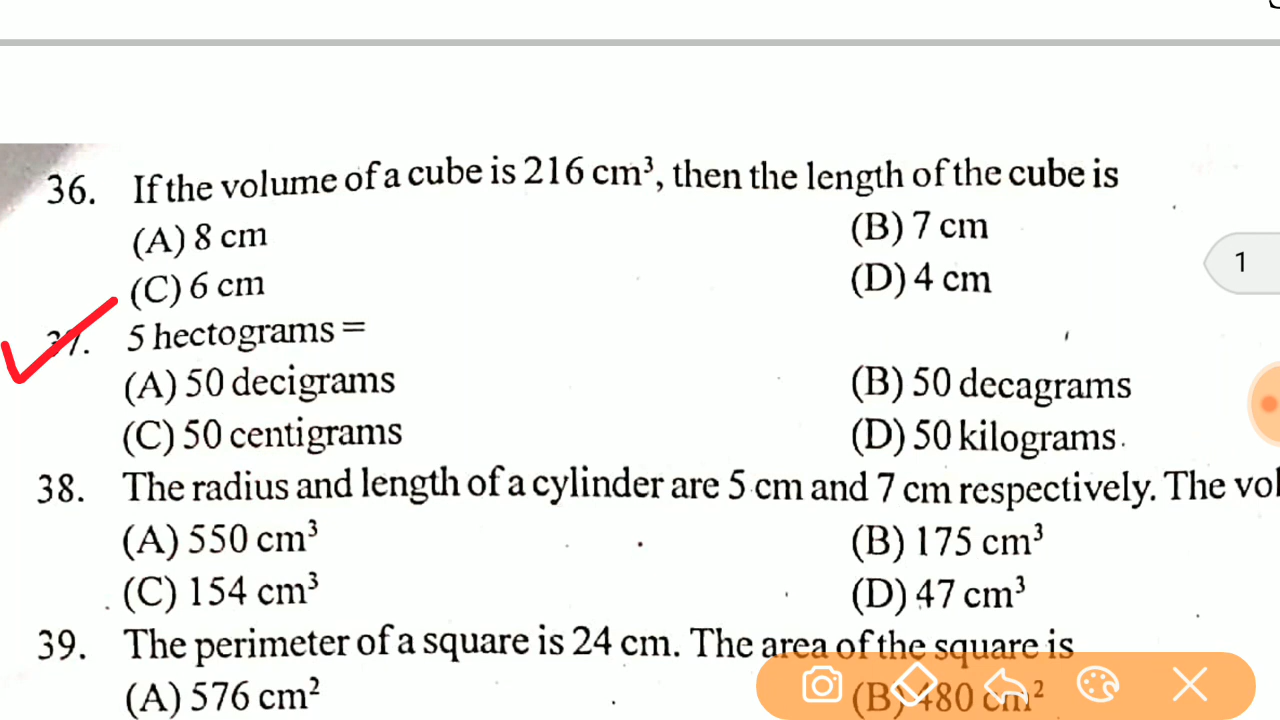 36. If the volume of a cube is 216 cm³, then the length of the cube is
(A) 8 cm (B) 7 cm
(C) 6 cm (D) 4 cm
1
37. 5 hectograms =
(A) 50 decigrams (B) 50 decagrams
(C) 50 centigrams (D) 50 kilograms.
38. The radius and length of a cylinder are 5 cm and 7 cm respectively. The vol
(A) 550 cm³ (B) 175 cm³
(C) 154 cm³ (D) 47 cm³
39. The perimeter of a square is 24 cm. The area of the square is
(A) 576 cm² (B) 480 cm²